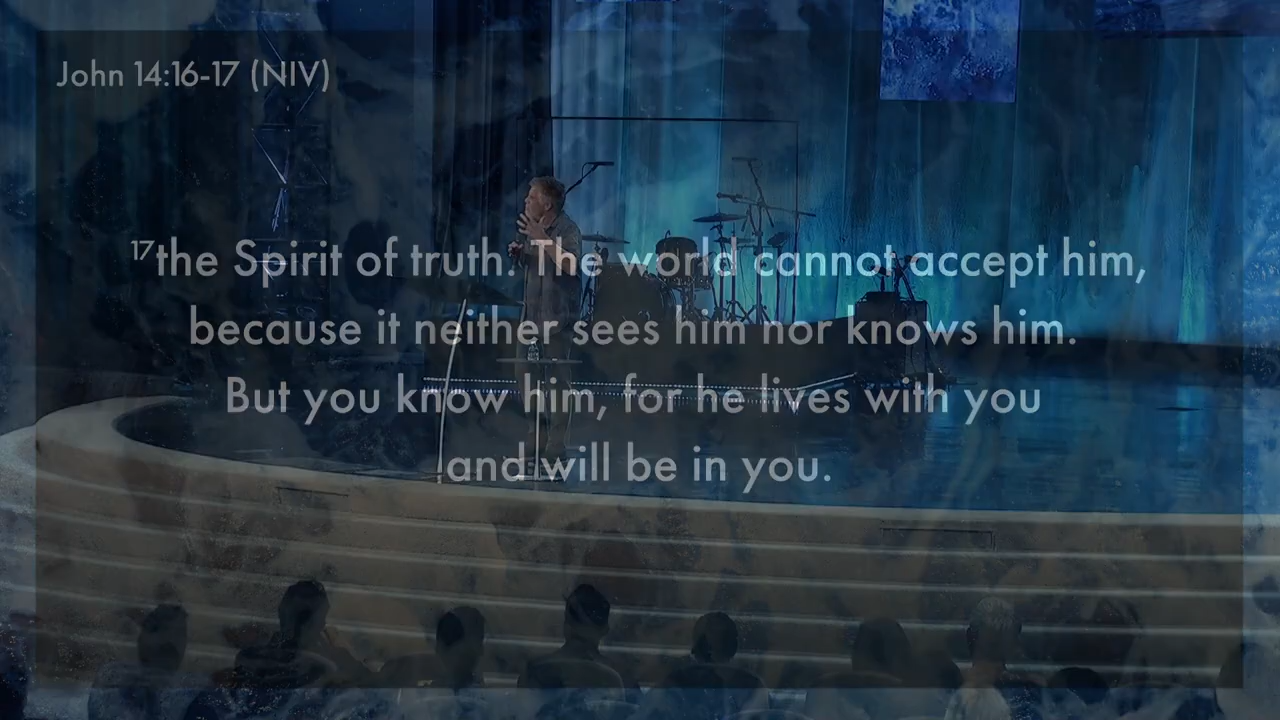 John 14:16-17 (NIV)
17the Spirit of truth. The world cannot accept him,
because it neither sees him nor knows him.
But you know him, for he lives with you
and will be in you.